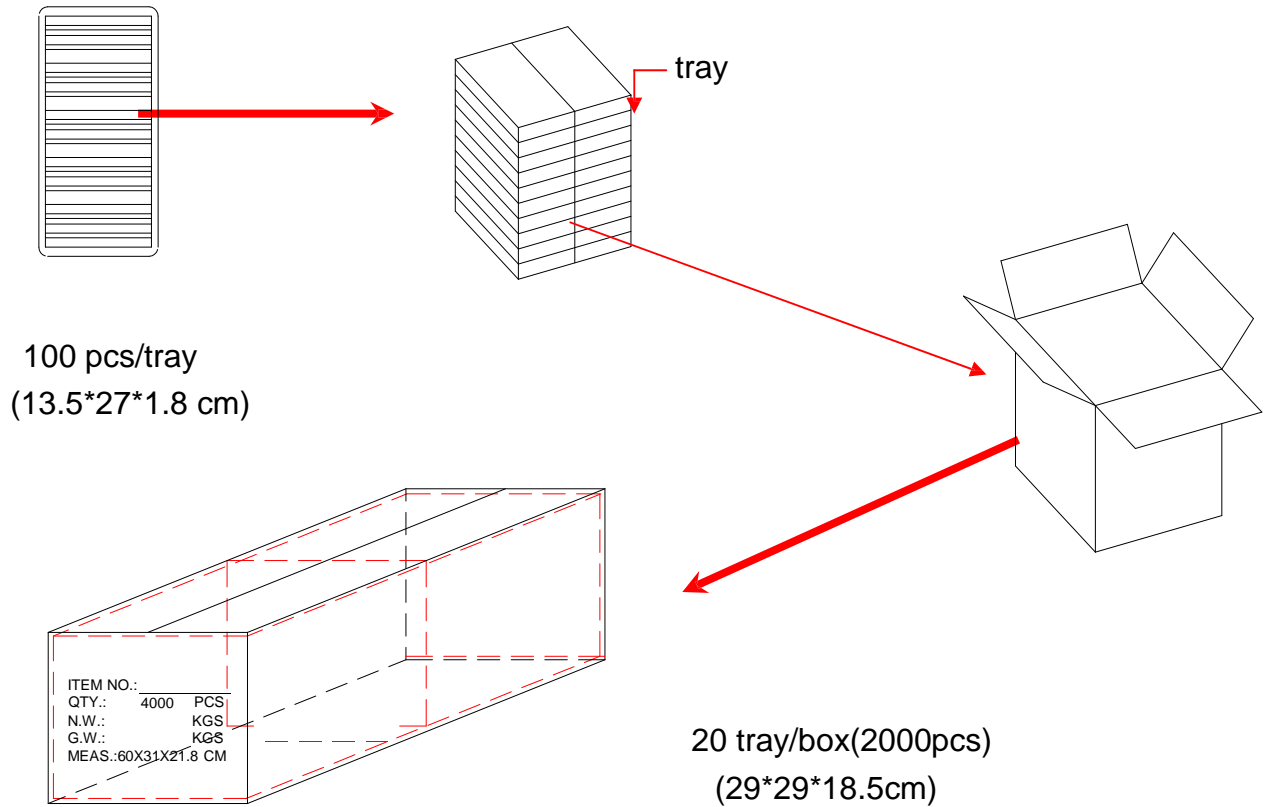 tray
100 pcs/tray
(13.5*27*1.8 cm)
ITEM NO.:
QTY.: 4000 PCS
N.W.: KGS
G.W.: KGS
MEAS.:60X31X21.8 CM
20 tray/box(2000pcs)
(29*29*18.5cm)